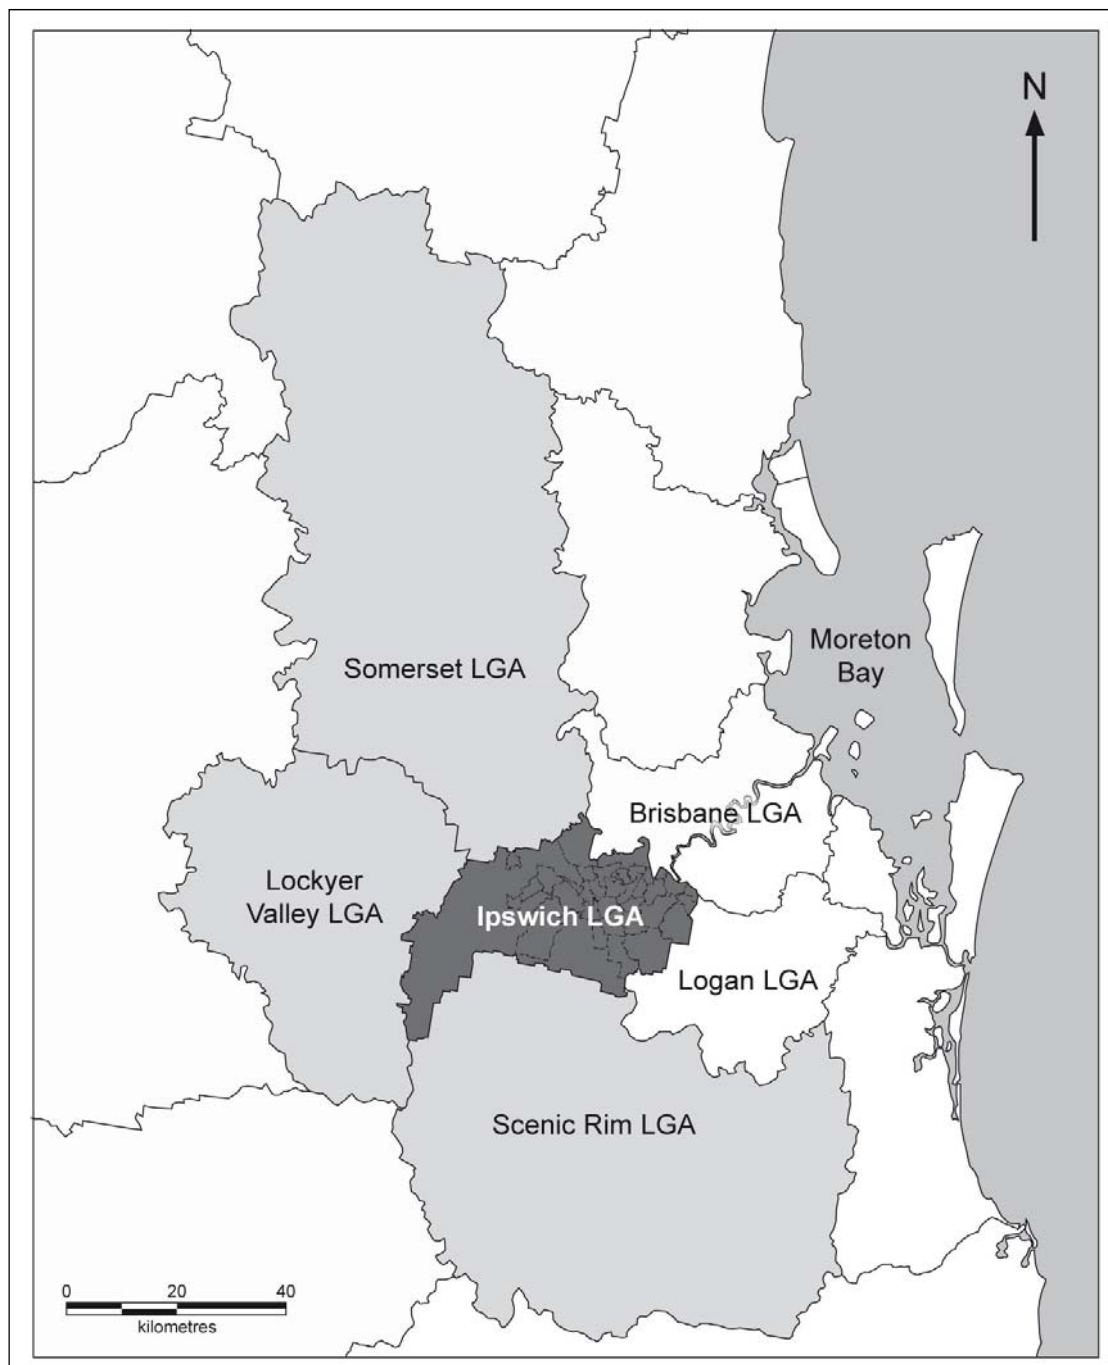 N
Moreton
Bay
Somerset LGA
Brisbane LGA
Lockyer
Valley LGA
Ipswich LGA
Logan LGA
Scenic Rim LGA
0 20 40
kilometres